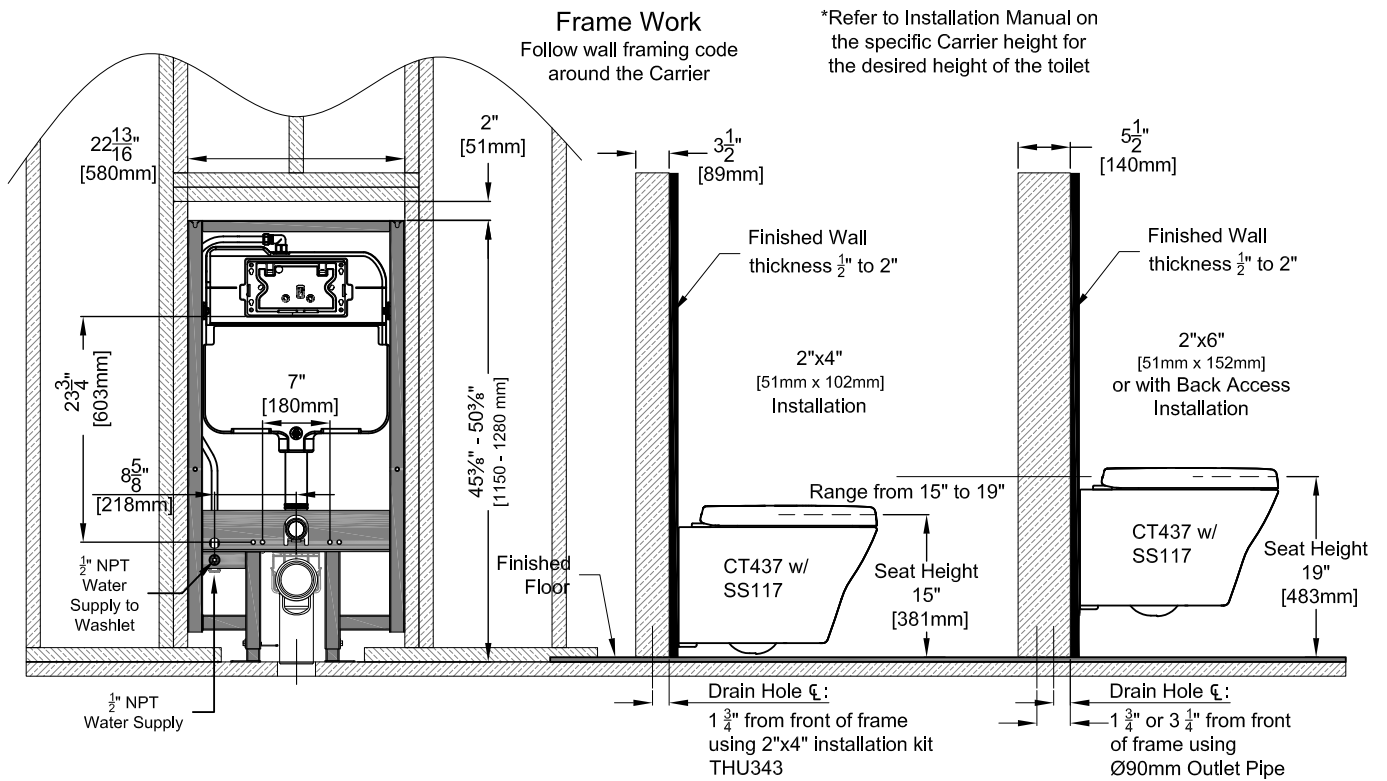 Frame Work
Follow wall framing code
around the Carrier
*Refer to Installation Manual on
the specific Carrier height for
the desired height of the toilet
22 13/16"
[580mm]
2"
[51mm]
3 1/2"
[89mm]
5 1/2"
[140mm]
Finished Wall
thickness 1/2" to 2"
Finished Wall
thickness 1/2" to 2"
23 3/4"
[603mm]
7"
[180mm]
45 3/8" - 50 3/8"
[1150 - 1280 mm]
2"x4"
[51mm x 102mm]
Installation
2"x6"
[51mm x 152mm]
or with Back Access
Installation
8 5/8"
[218mm]
Range from 15" to 19"
1/2" NPT
Water
Supply to
Washlet
Finished
Floor
CT437 w/
SS117
Seat Height
15"
[381mm]
CT437 w/
SS117
Seat Height
19"
[483mm]
1/2" NPT
Water Supply
Drain Hole ℄:
1 3/4" from front of frame
using 2"x4" installation kit
THU343
Drain Hole ℄:
1 3/4" or 3 1/4" from front
of frame using
Ø90mm Outlet Pipe